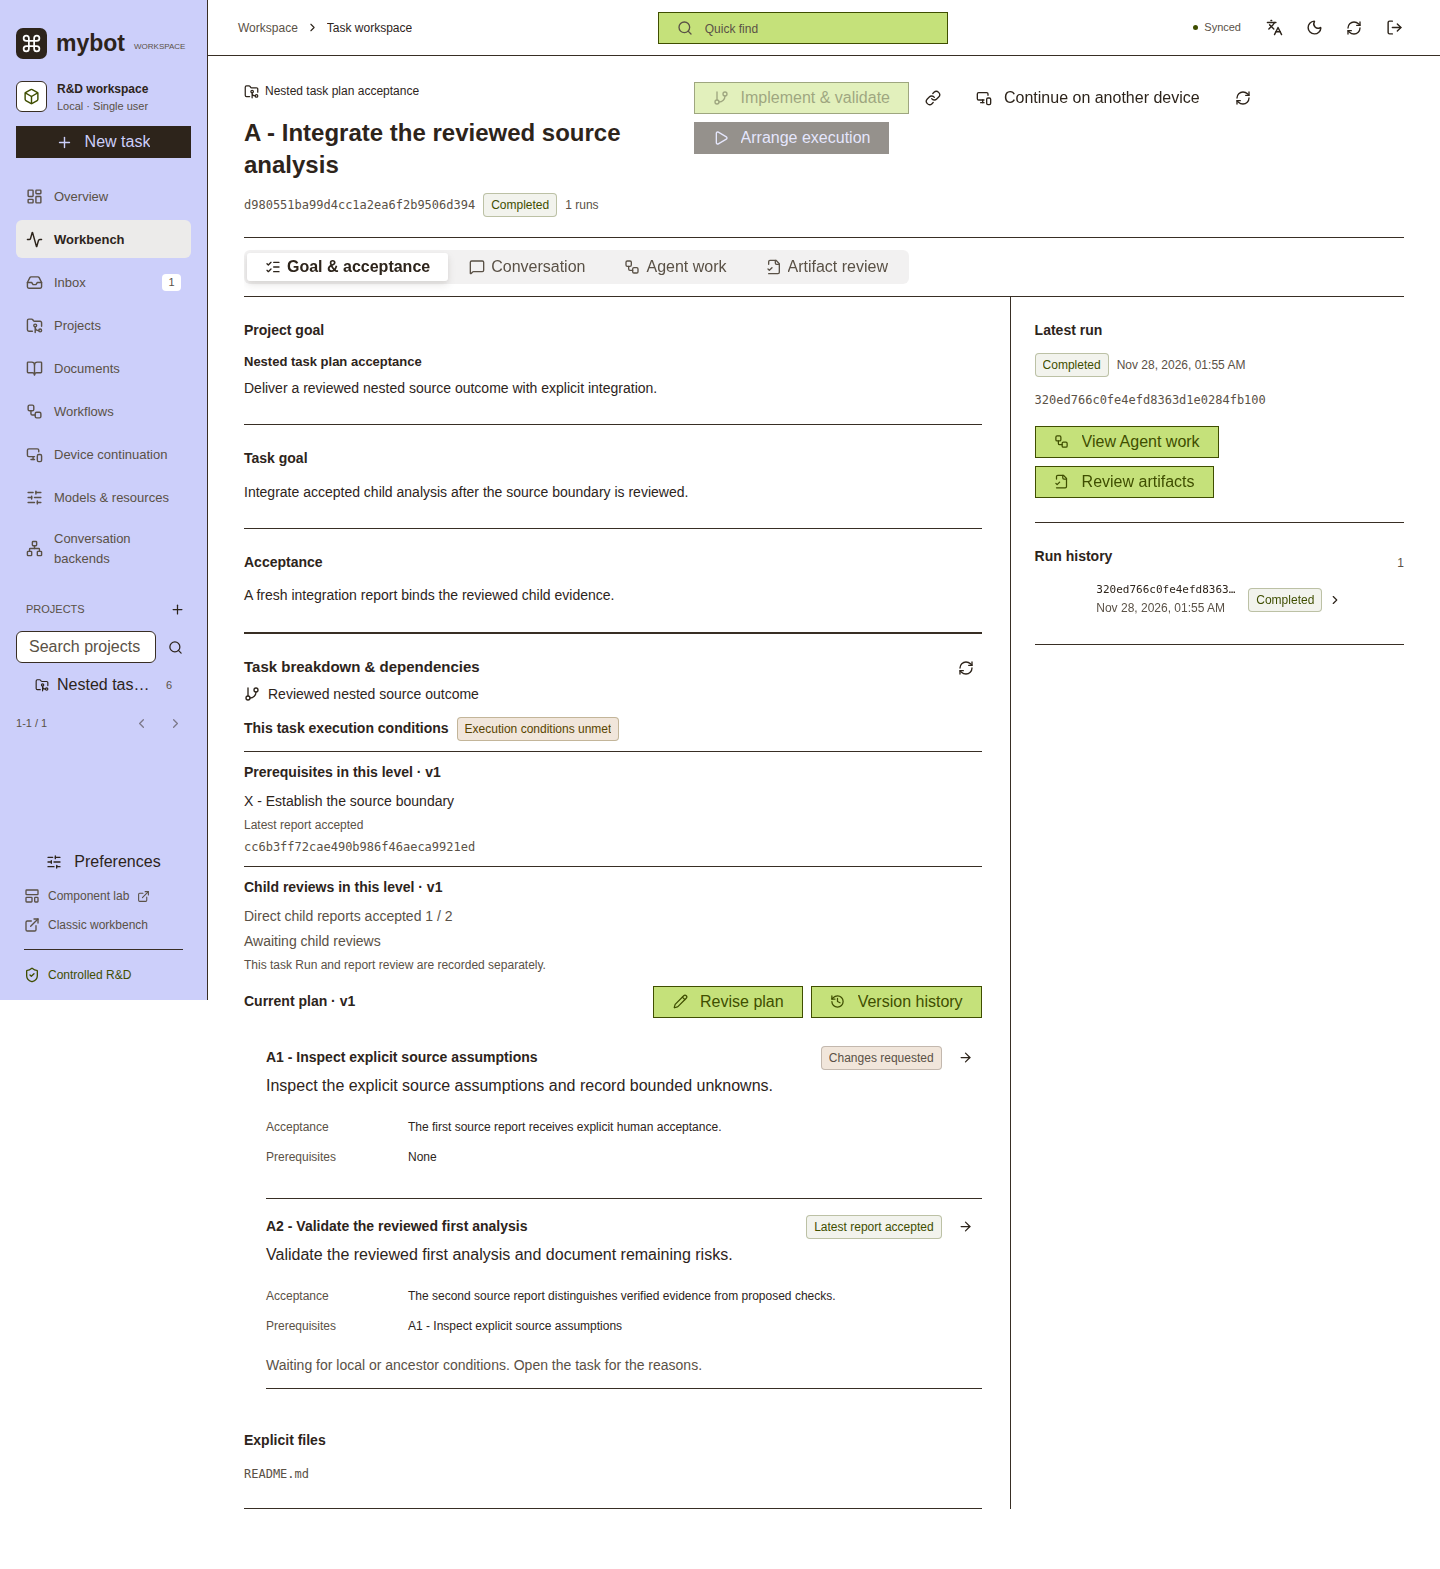 mybot WORKSPACE
R&D workspace
Local · Single user
New task
Overview
Workbench
Inbox 1
Projects
Documents
Workflows
Device continuation
Models & resources
Conversation
backends
PROJECTS
Search projects
Nested tas… 6
1-1 / 1
Preferences
Component lab
Classic workbench
Controlled R&D
Workspace Task workspace
Quick find
Synced
Nested task plan acceptance
A - Integrate the reviewed source
analysis
d980551ba99d4cc1a2ea6f2b9506d394 Completed 1 runs
Implement & validate
Continue on another device
Arrange execution
Goal & acceptance
Conversation
Agent work
Artifact review
Project goal
Nested task plan acceptance
Deliver a reviewed nested source outcome with explicit integration.
Task goal
Integrate accepted child analysis after the source boundary is reviewed.
Acceptance
A fresh integration report binds the reviewed child evidence.
Task breakdown & dependencies
Reviewed nested source outcome
This task execution conditions Execution conditions unmet
Prerequisites in this level · v1
X - Establish the source boundary
Latest report accepted
cc6b3ff72cae490b986f46aeca9921ed
Child reviews in this level · v1
Direct child reports accepted 1 / 2
Awaiting child reviews
This task Run and report review are recorded separately.
Current plan · v1 Revise plan Version history
A1 - Inspect explicit source assumptions Changes requested
Inspect the explicit source assumptions and record bounded unknowns.
Acceptance The first source report receives explicit human acceptance.
Prerequisites None
A2 - Validate the reviewed first analysis Latest report accepted
Validate the reviewed first analysis and document remaining risks.
Acceptance The second source report distinguishes verified evidence from proposed checks.
Prerequisites A1 - Inspect explicit source assumptions
Waiting for local or ancestor conditions. Open the task for the reasons.
Explicit files
README.md
Latest run
Completed Nov 28, 2026, 01:55 AM
320ed766c0fe4efd8363d1e0284fb100
View Agent work
Review artifacts
Run history 1
320ed766c0fe4efd8363…
Nov 28, 2026, 01:55 AM
Completed